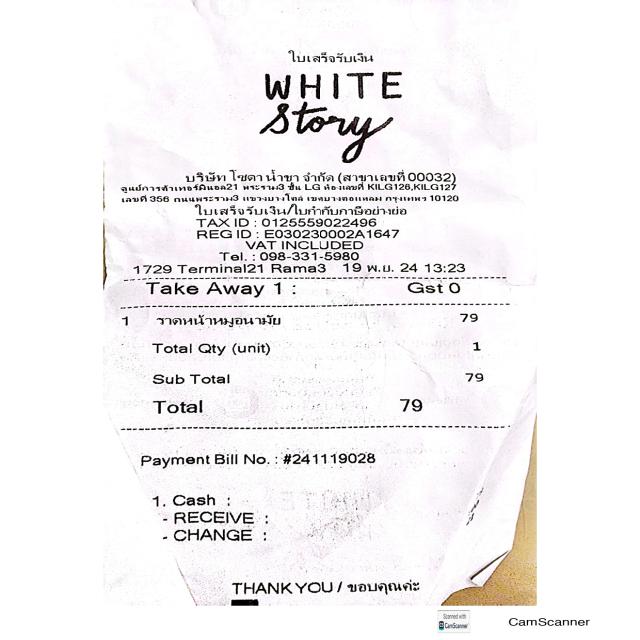 ใบเสร็จรับเงิน
WHITE
Story
บริษัท โซดา น้ำชา จำกัด (สาขาเลขที่ 00032)
ศูนย์การค้าเทอร์มินอล21 พระราม3 ชั้น LG ห้องเลขที่ KILG126,KILG127
เลขที่ 356 ถนนพระราม3 แขวงบางโคล่ เขตบางคอแหลม กรุงเทพฯ 10120
ใบเสร็จรับเงิน/ใบกำกับภาษีอย่างย่อ
TAX ID : 0125559022496
REG ID : E030230002A1647
VAT INCLUDED
Tel. : 098-331-5980
1729 Terminal21 Rama3 19 พ.ย. 24 13:23
Take Away 1 : Gst 0
1 ราดหน้าหมูอนามัย 79
Total Qty (unit) 1
Sub Total 79
Total 79
Payment Bill No. : #241119028
1. Cash :
- RECEIVE :
- CHANGE :
THANK YOU / ขอบคุณค่ะ
Scanned with
CamScanner
CamScanner